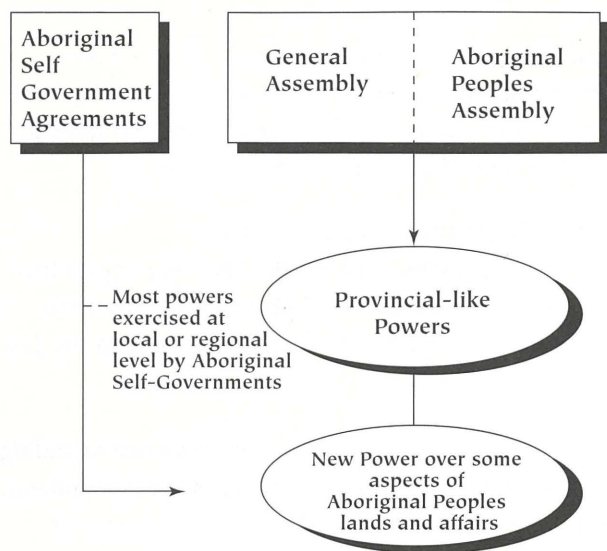 Aboriginal
Self
Government
Agreements
General
Assembly
Aboriginal
Peoples
Assembly
Most powers
exercised at
local or regional
level by Aboriginal
Self-Governments
Provincial-like
Powers
New Power over some
aspects of
Aboriginal Peoples
lands and affairs